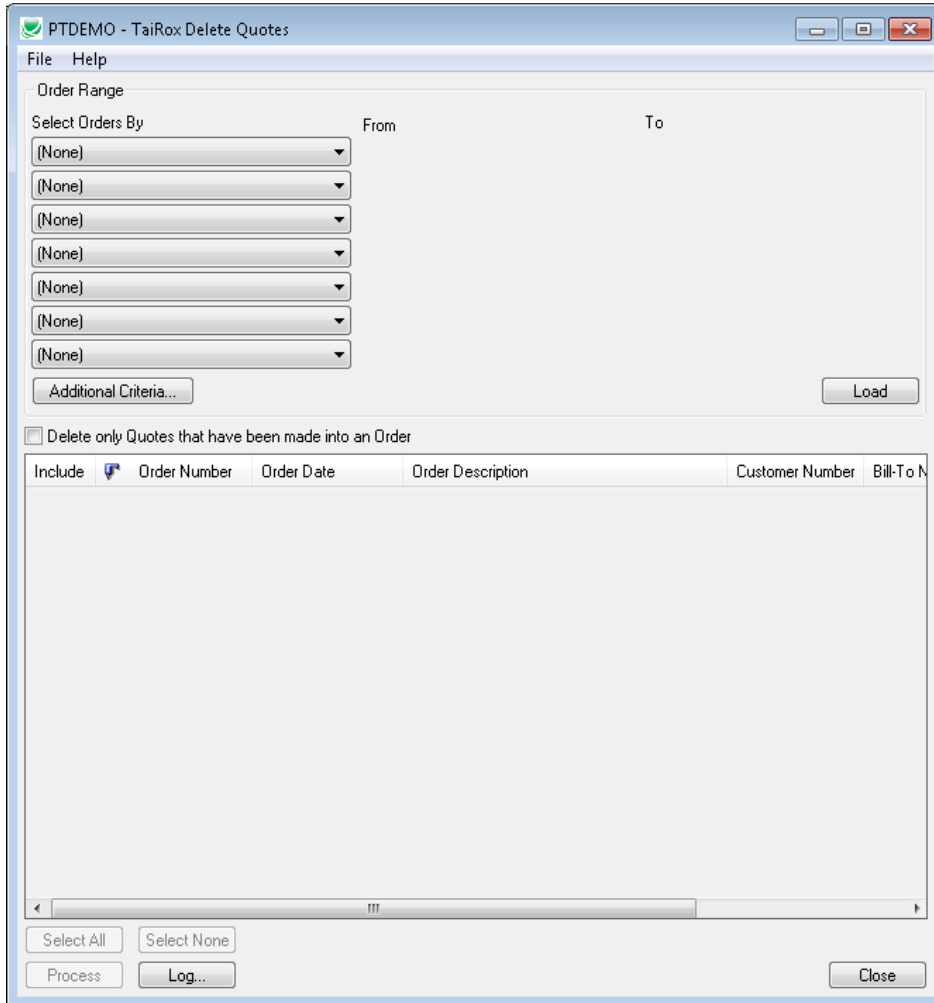 PTDEMO - TaiRox Delete Quotes
File Help
Order Range
Select Orders By From To
(None)
(None)
(None)
(None)
(None)
(None)
(None)
Additional Criteria... Load
Delete only Quotes that have been made into an Order
Include Order Number Order Date Order Description Customer Number Bill-To N
Select All Select None
Process Log... Close